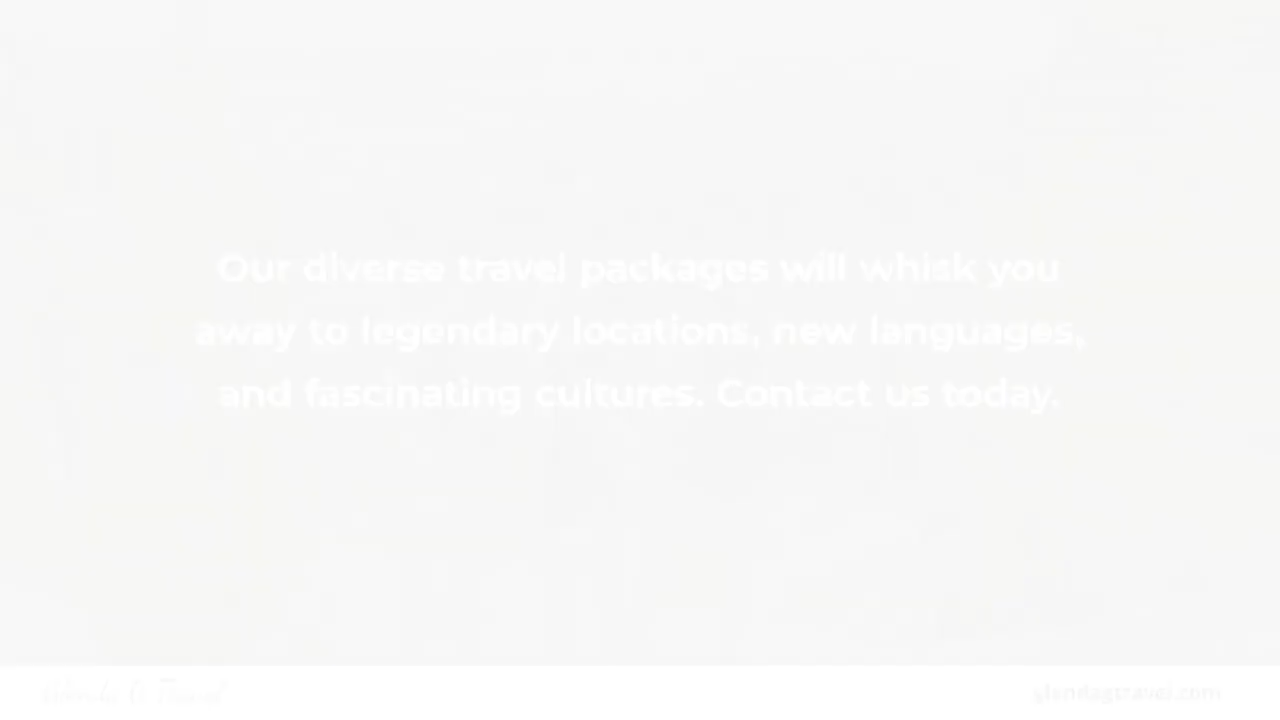 Our diverse travel packages will whisk you
away to legendary locations, new languages,
and fascinating cultures. Contact us today.
Travel